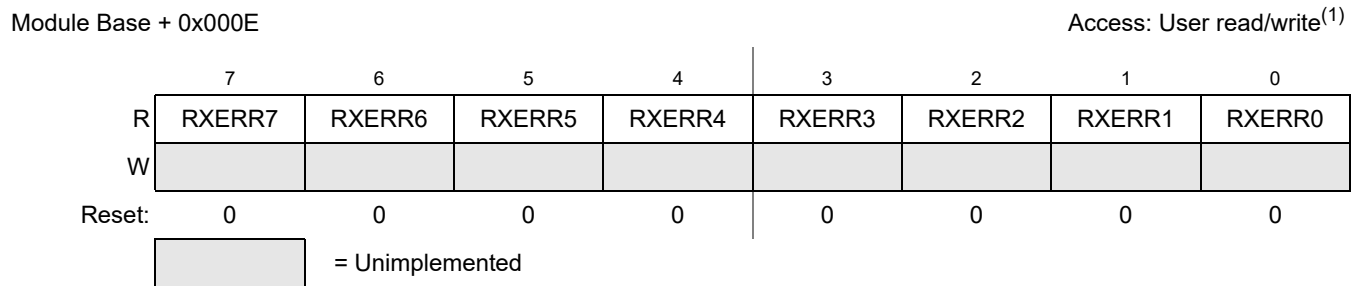 Module Base + 0x000E Access: User read/write(1)
7 6 5 4 3 2 1 0
R RXERR7 RXERR6 RXERR5 RXERR4 RXERR3 RXERR2 RXERR1 RXERR0
W
Reset: 0 0 0 0 0 0 0 0
= Unimplemented